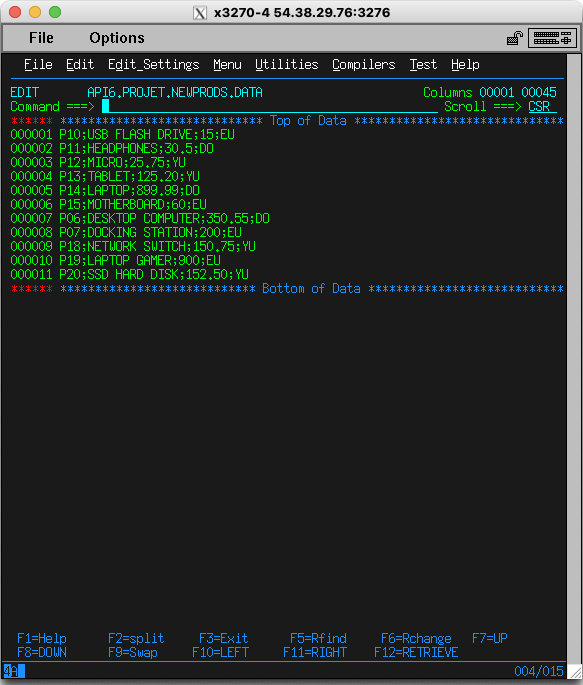 x3270-4 54.38.29.76:3276
File Options
File Edit Edit_Settings Menu Utilities Compilers Test Help
EDIT API6.PROJET.NEWPRODS.DATA Columns 00001 00045
Command ===> Scroll ===> CSR
****** **************************** Top of Data ******************************
000001 P10;USB FLASH DRIVE;15;EU
000002 P11;HEADPHONES;30.5;DO
000003 P12;MICRO;25.75;YU
000004 P13;TABLET;125.20;YU
000005 P14;LAPTOP;899.99;DO
000006 P15;MOTHERBOARD;60;EU
000007 P06;DESKTOP COMPUTER;350.55;DO
000008 P07;DOCKING STATION;200;EU
000009 P18;NETWORK SWITCH;150.75;YU
000010 P19;LAPTOP GAMER;900;EU
000011 P20;SSD HARD DISK;152.50;YU
****** **************************** Bottom of Data ****************************
F1=Help F2=split F3=Exit F5=Rfind F6=Rchange F7=UP
F8=DOWN F9=Swap F10=LEFT F11=RIGHT F12=RETRIEVE
4A 004/015